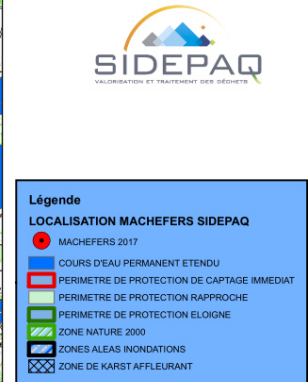 SIDEPAQ
VALORISATION ET TRAITEMENT DES DÉCHETS
Légende
LOCALISATION MACHEFERS SIDEPAQ
MACHEFERS 2017
COURS D'EAU PERMANENT ETENDU
PERIMETRE DE PROTECTION DE CAPTAGE IMMEDIAT
PERIMETRE DE PROTECTION RAPPROCHE
PERIMETRE DE PROTECTION ELOIGNE
ZONE NATURE 2000
ZONES ALEAS INONDATIONS
ZONE DE KARST AFFLEURANT